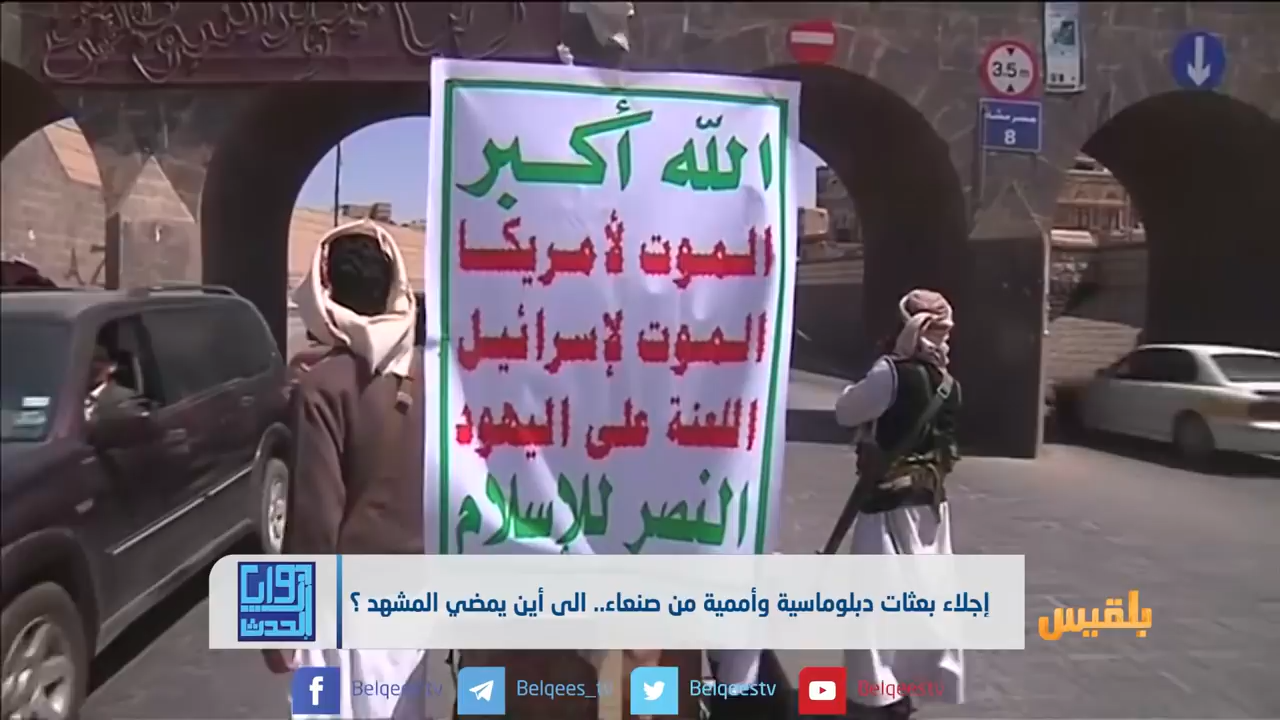 3.5 m
8
الله أكبر
الموت لأمريكا
الموت لإسرائيل
اللعنة على اليهود
النصر للإسلام
إجلاء بعثات دبلوماسية وأممية من صنعاء.. الى أين يمضي المشهد ؟
الحدث
بلقيس
Belqeestv
Belqees_tv
Belqeestv
Belqeestv